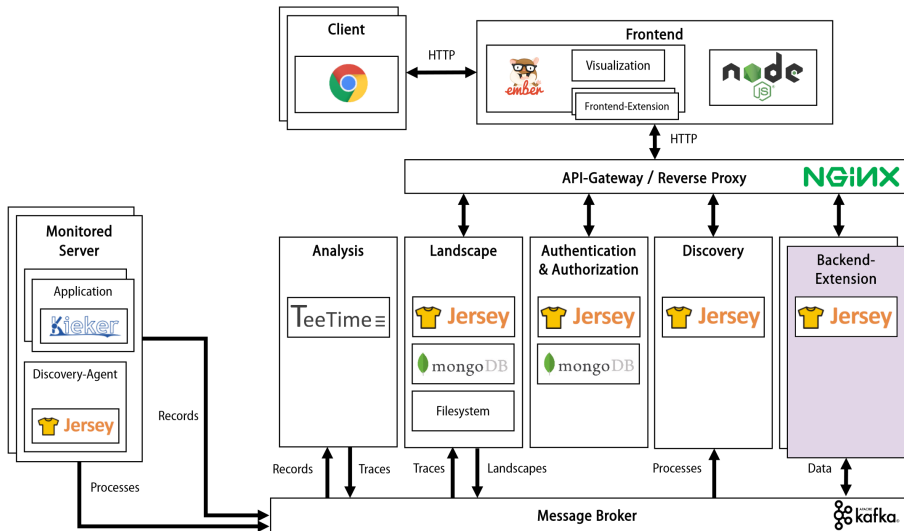 Client
Frontend
HTTP
ember
Visualization
Frontend-Extension
node
JS
HTTP
API-Gateway / Reverse Proxy
NGINX
Monitored
Server
Application
Kieker
Discovery-Agent
Jersey
Records
Processes
Analysis
TeeTime
Landscape
Jersey
mongoDB
Filesystem
Authentication
& Authorization
Jersey
mongoDB
Discovery
Jersey
Backend-
Extension
Jersey
Records
Traces
Traces
Landscapes
Processes
Data
Message Broker
APACHE
kafka